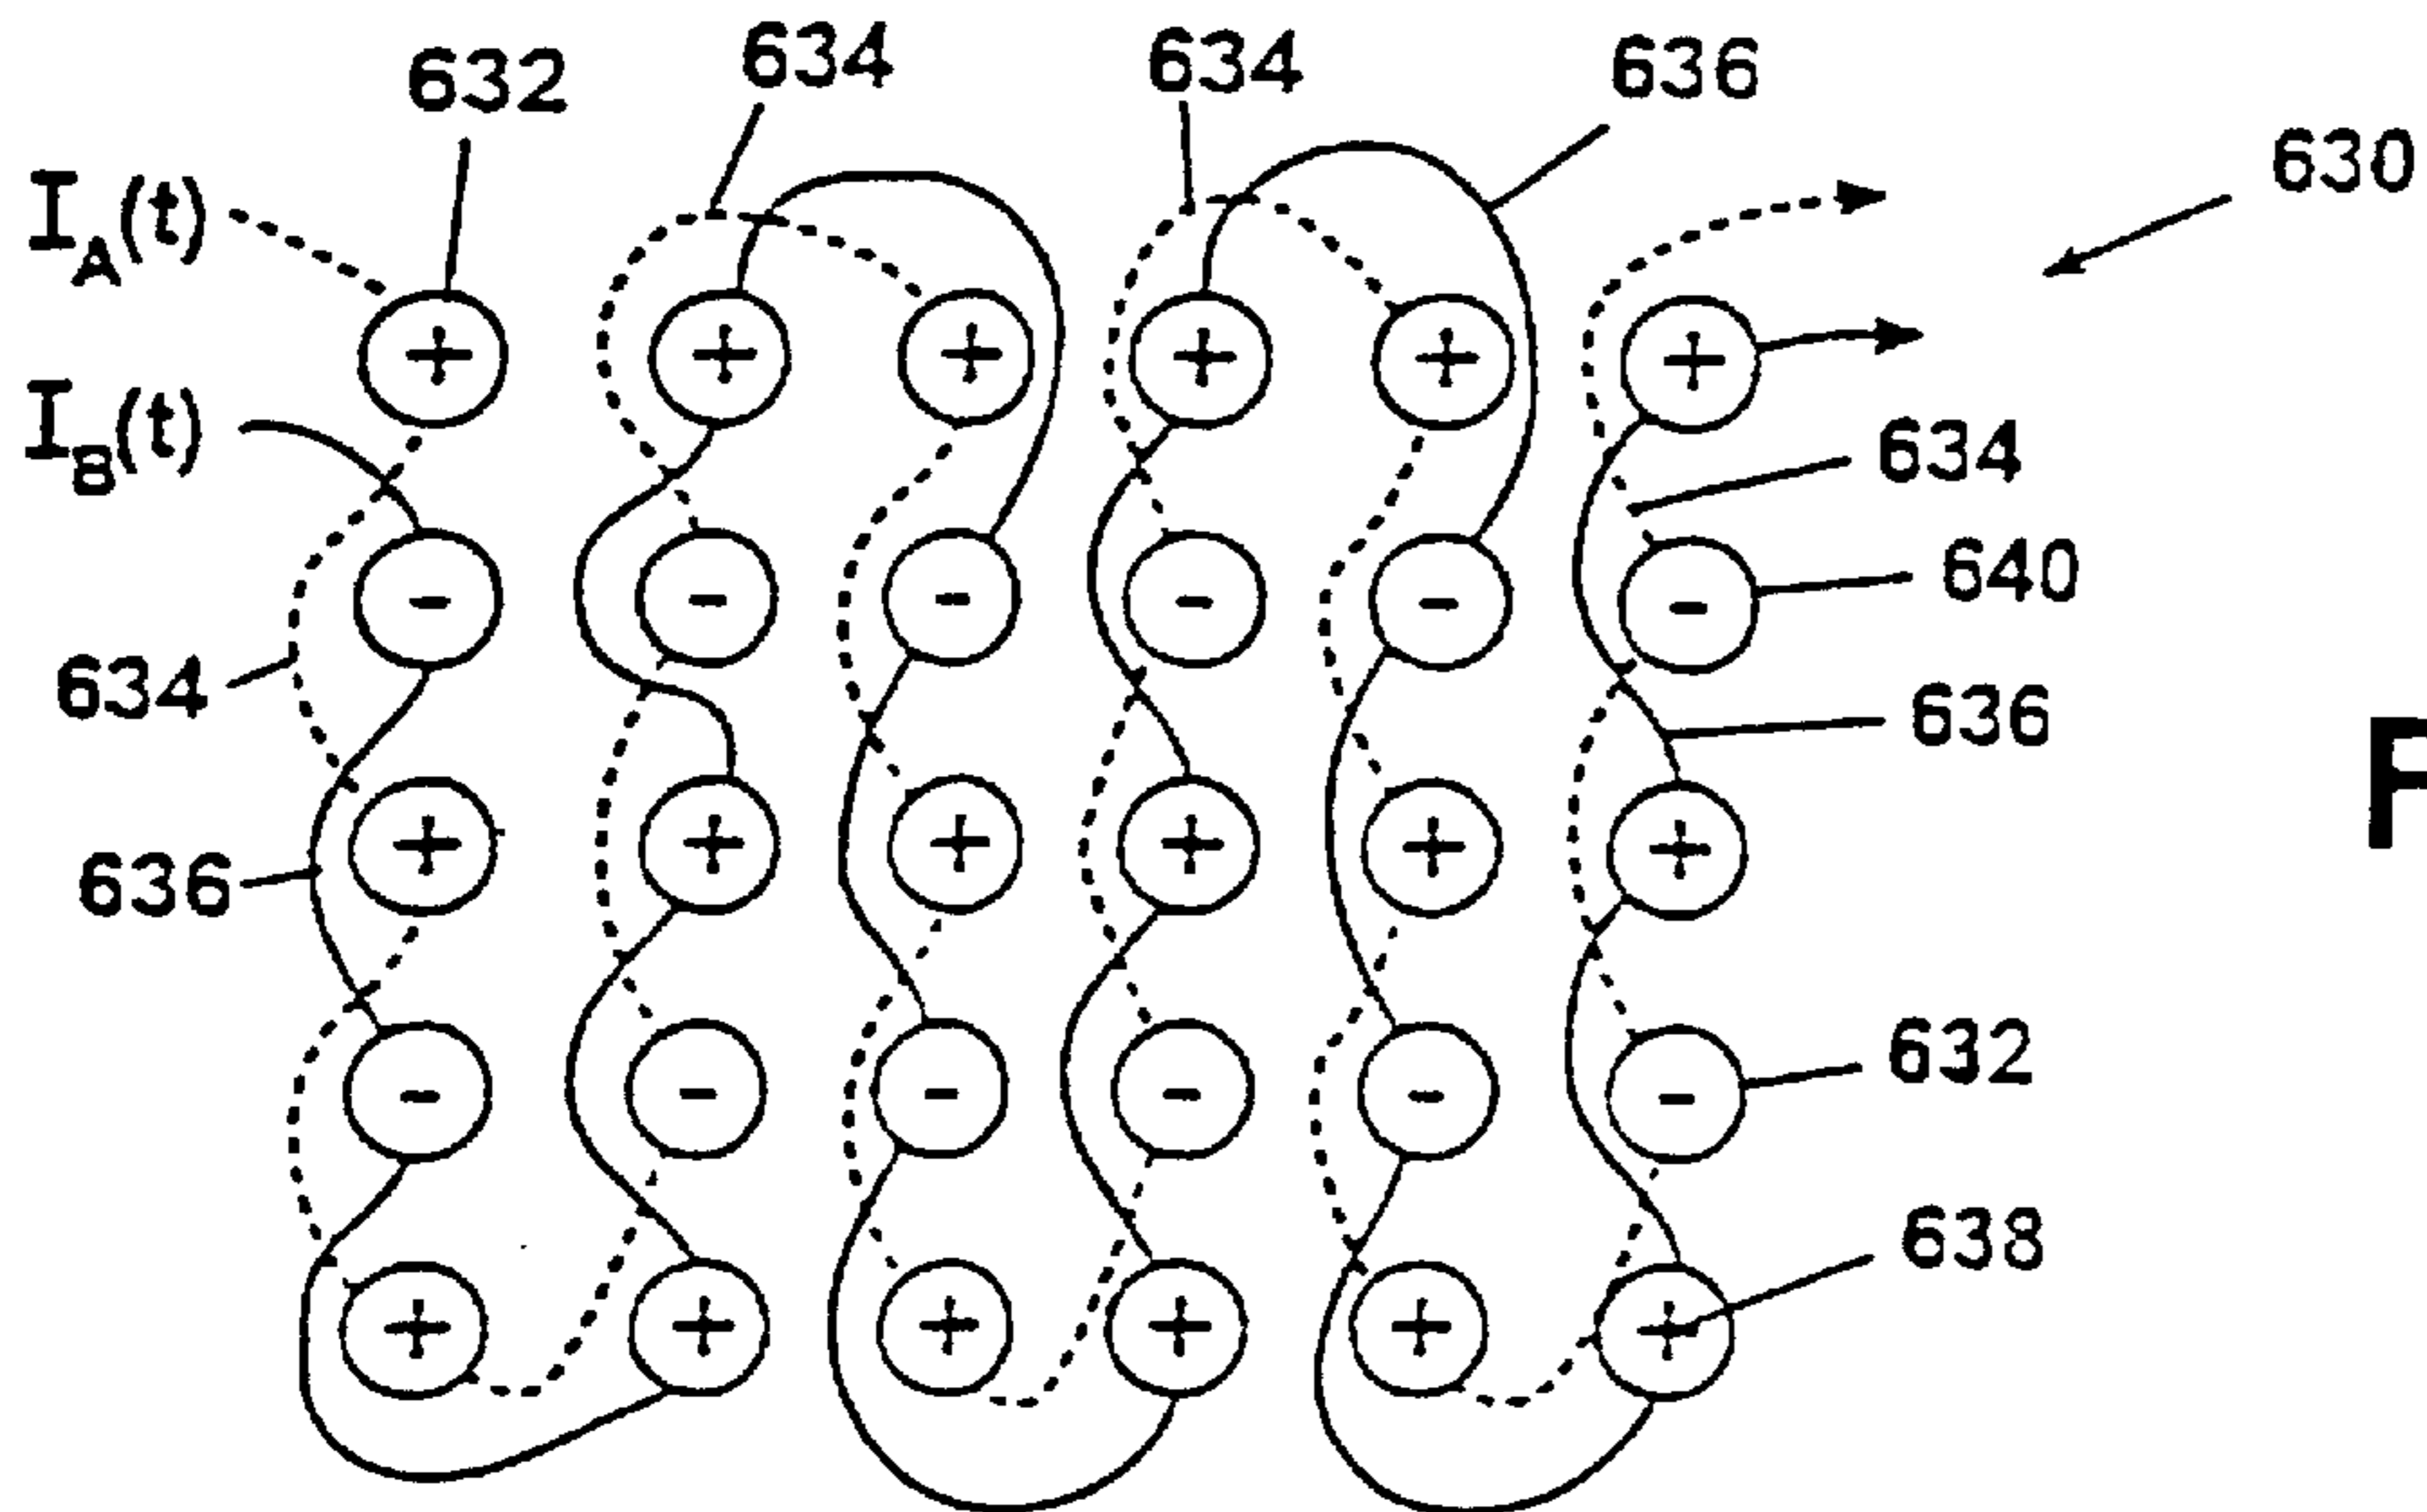 632
634
634
636
630
I_A(t)
+ + + + + +
I_B(t)
634
- - - - - -
640
634
636
+ + + + + +
636
- - - - - -
632
+ + + + + +
638
F